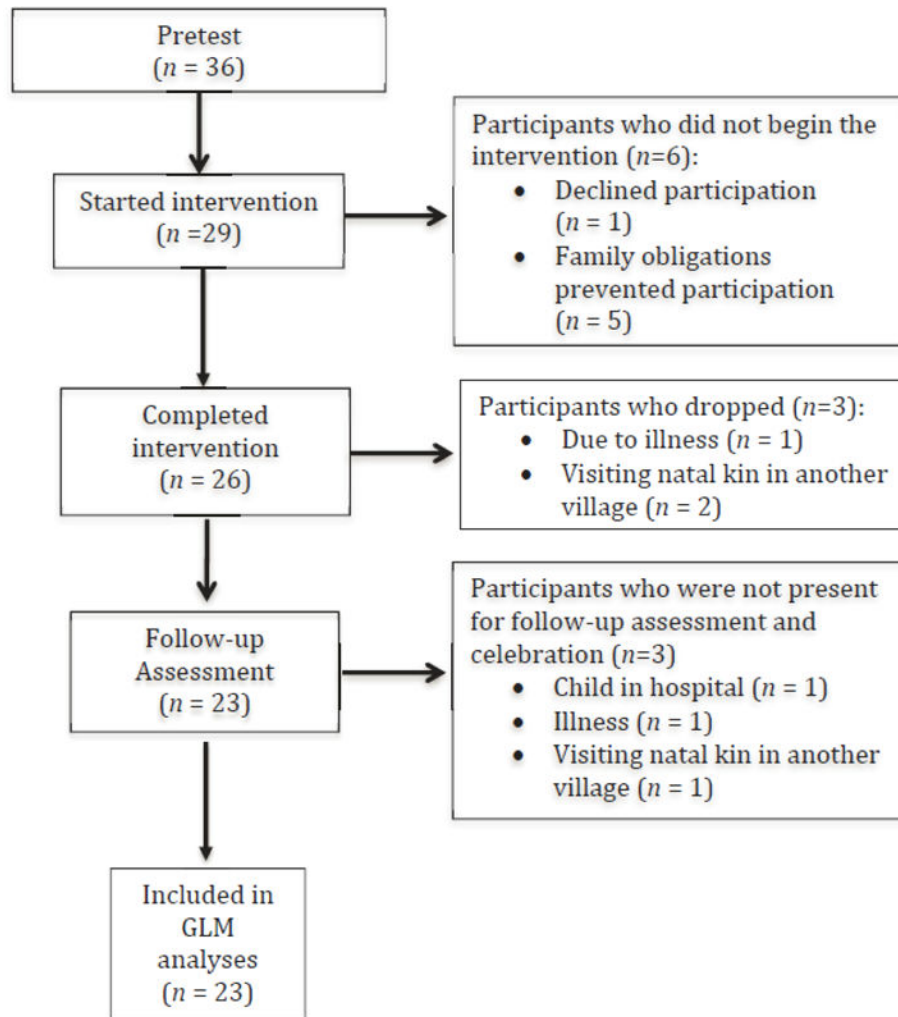 Pretest
(n = 36)
Participants who did not begin the
intervention (n=6):
• Declined participation
(n = 1)
• Family obligations
prevented participation
(n = 5)
Started intervention
(n =29)
Completed
intervention
(n = 26)
Participants who dropped (n=3):
• Due to illness (n = 1)
• Visiting natal kin in another
village (n = 2)
Participants who were not present
for follow-up assessment and
celebration (n=3)
• Child in hospital (n = 1)
• Illness (n = 1)
• Visiting natal kin in another
village (n = 1)
Follow-up
Assessment
(n = 23)
Included in
GLM
analyses
(n = 23)